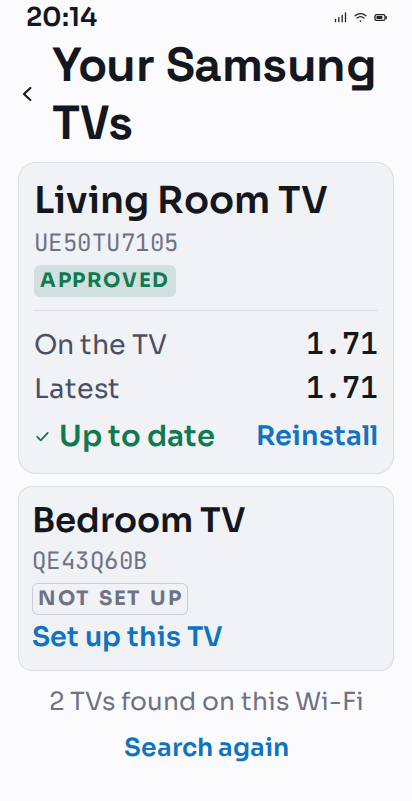 20:14
Your Samsung
TVs
Living Room TV
UE50TU7105
APPROVED
On the TV 1.71
Latest 1.71
Up to date Reinstall
Bedroom TV
QE43Q60B
NOT SET UP
Set up this TV
2 TVs found on this Wi-Fi
Search again